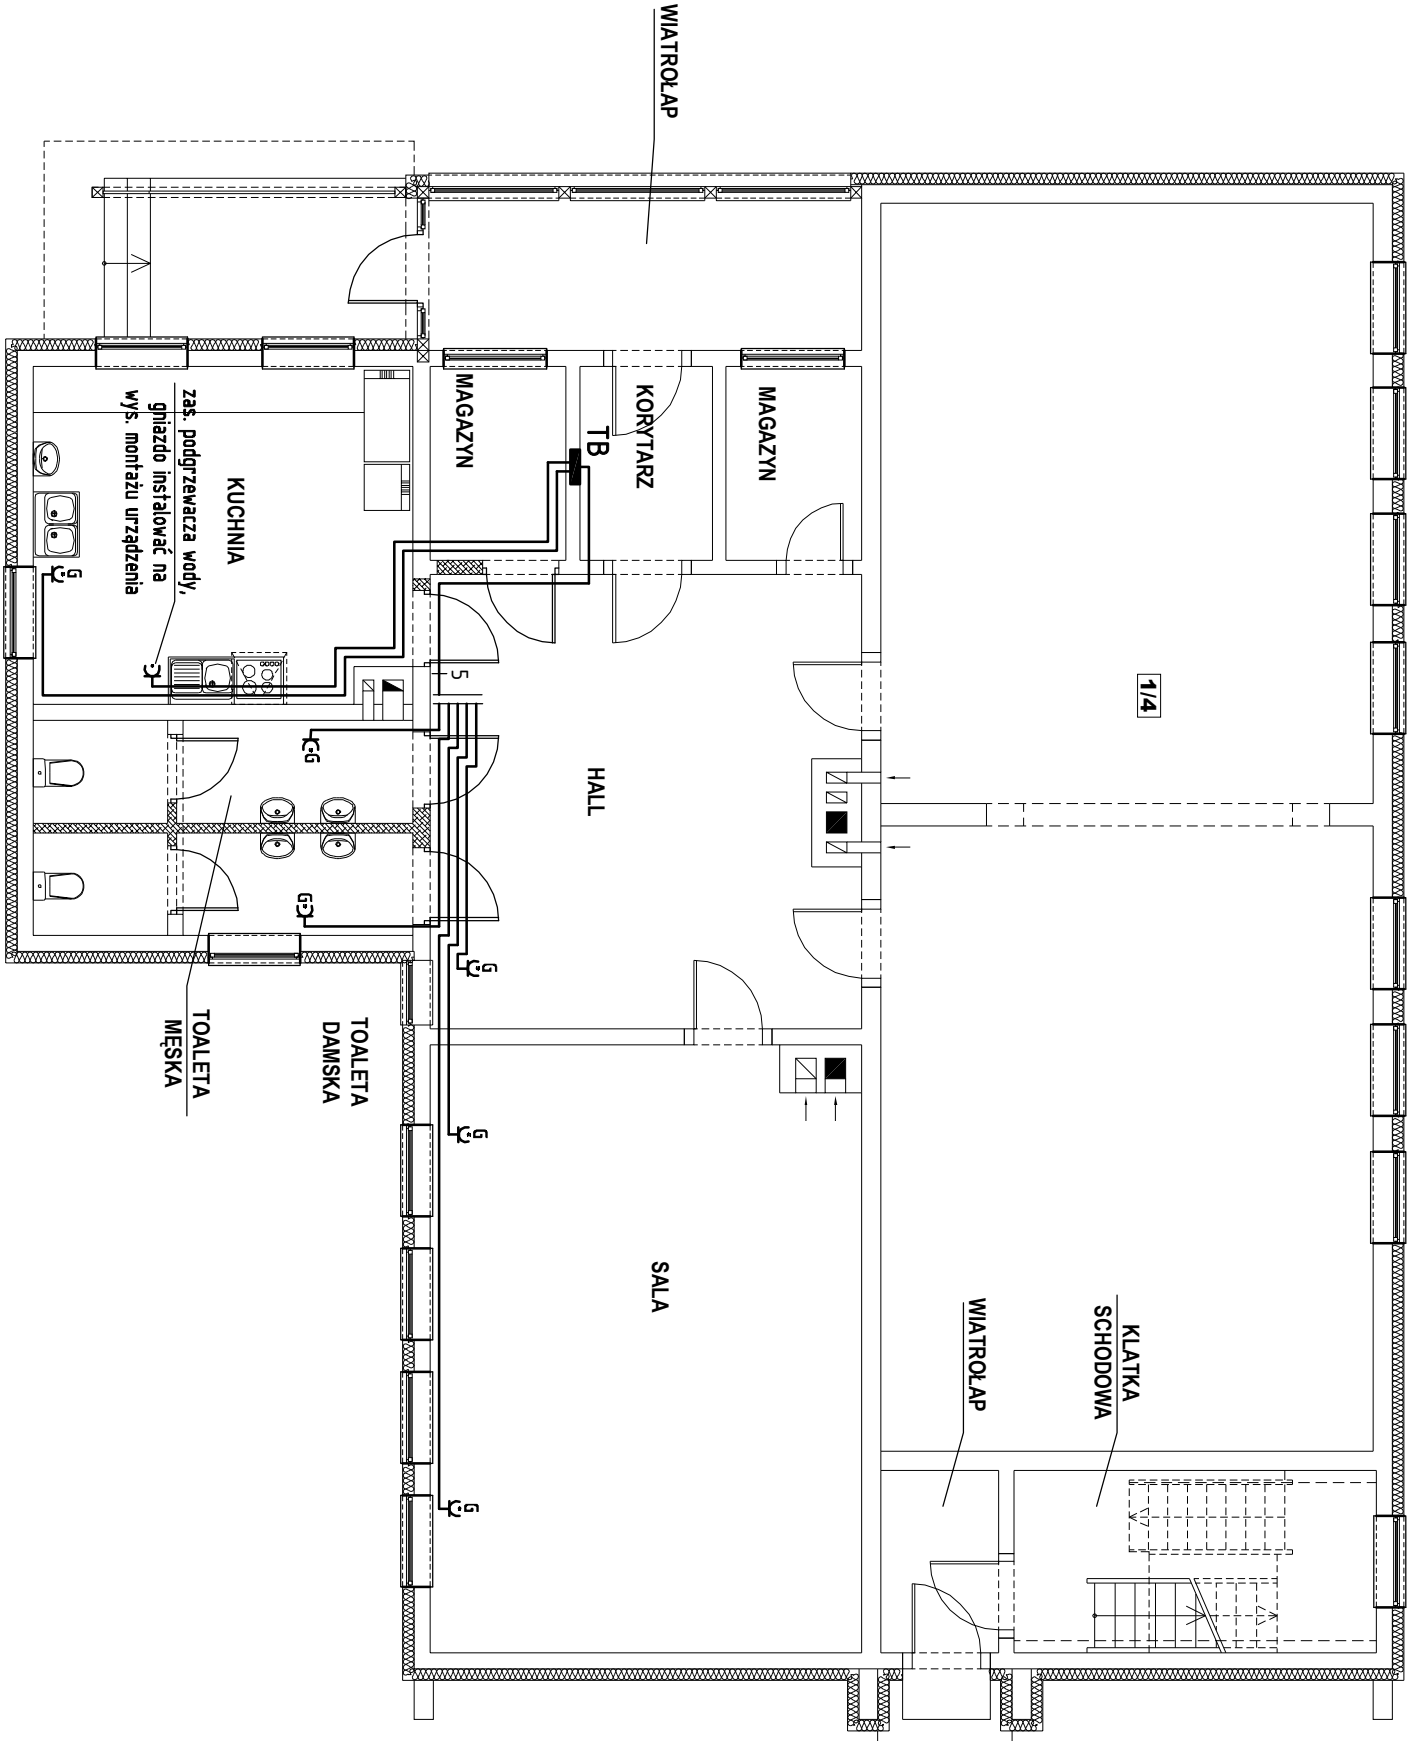 WIATROŁAP
MAGAZYN
KORYTARZ
TB
MAGAZYN
zas. podgrzewacza wody,
gniazdo instalować na
wys. montażu urządzenia
KUCHNIA
G
5
1/4
HALL
G
G
G
TOALETA
MĘSKA
TOALETA
DAMSKA
G
SALA
G
WIATROŁAP
KLATKA
SCHODOWA